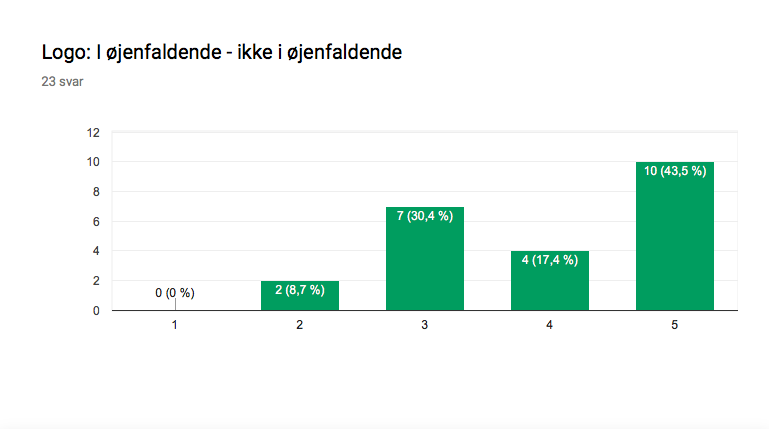 Logo: I øjenfaldende - ikke i øjenfaldende
23 svar
12
10
8
6
4
2
0
0 (0 %)
2 (8,7 %)
7 (30,4 %)
4 (17,4 %)
10 (43,5 %)
1 2 3 4 5